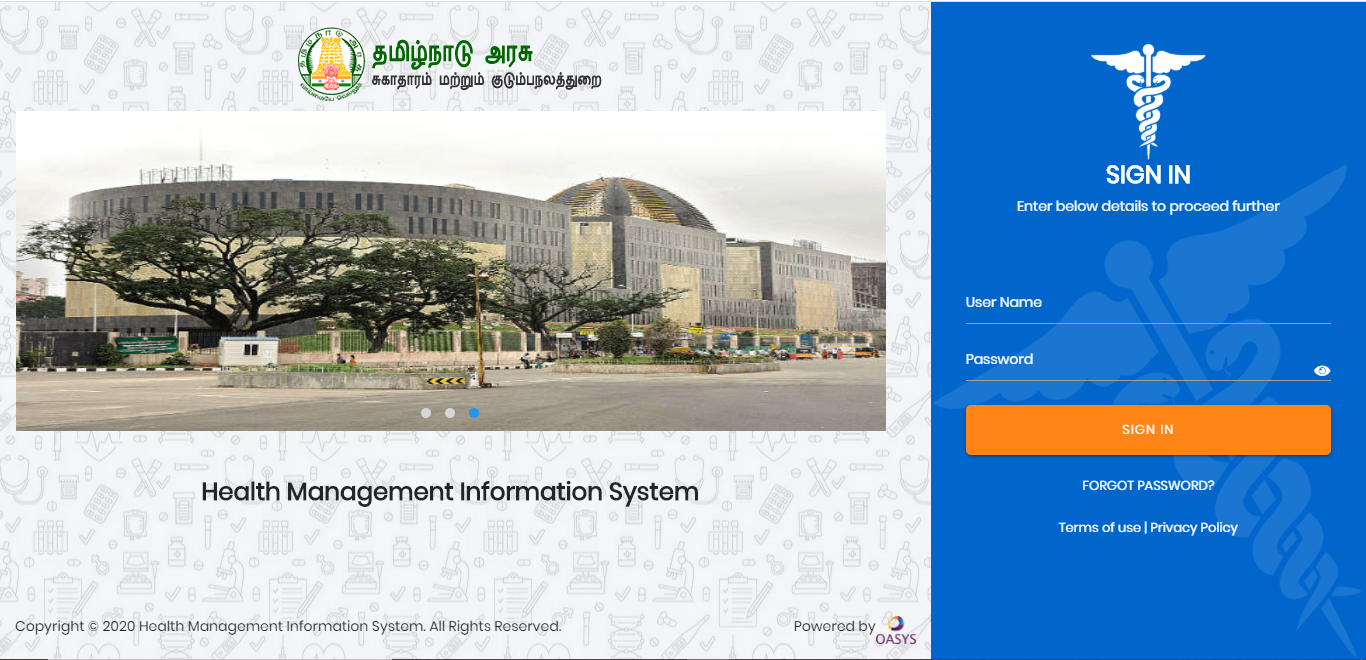 தமிழ்நாடு அரசு
சுகாதாரம் மற்றும் குடும்பநலத்துறை
Health Management Information System
Copyright © 2020 Health Management Information System. All Rights Reserved.
Powered by
OASYS
SIGN IN
Enter below details to proceed further
User Name
Password
SIGN IN
FORGOT PASSWORD?
Terms of use | Privacy Policy